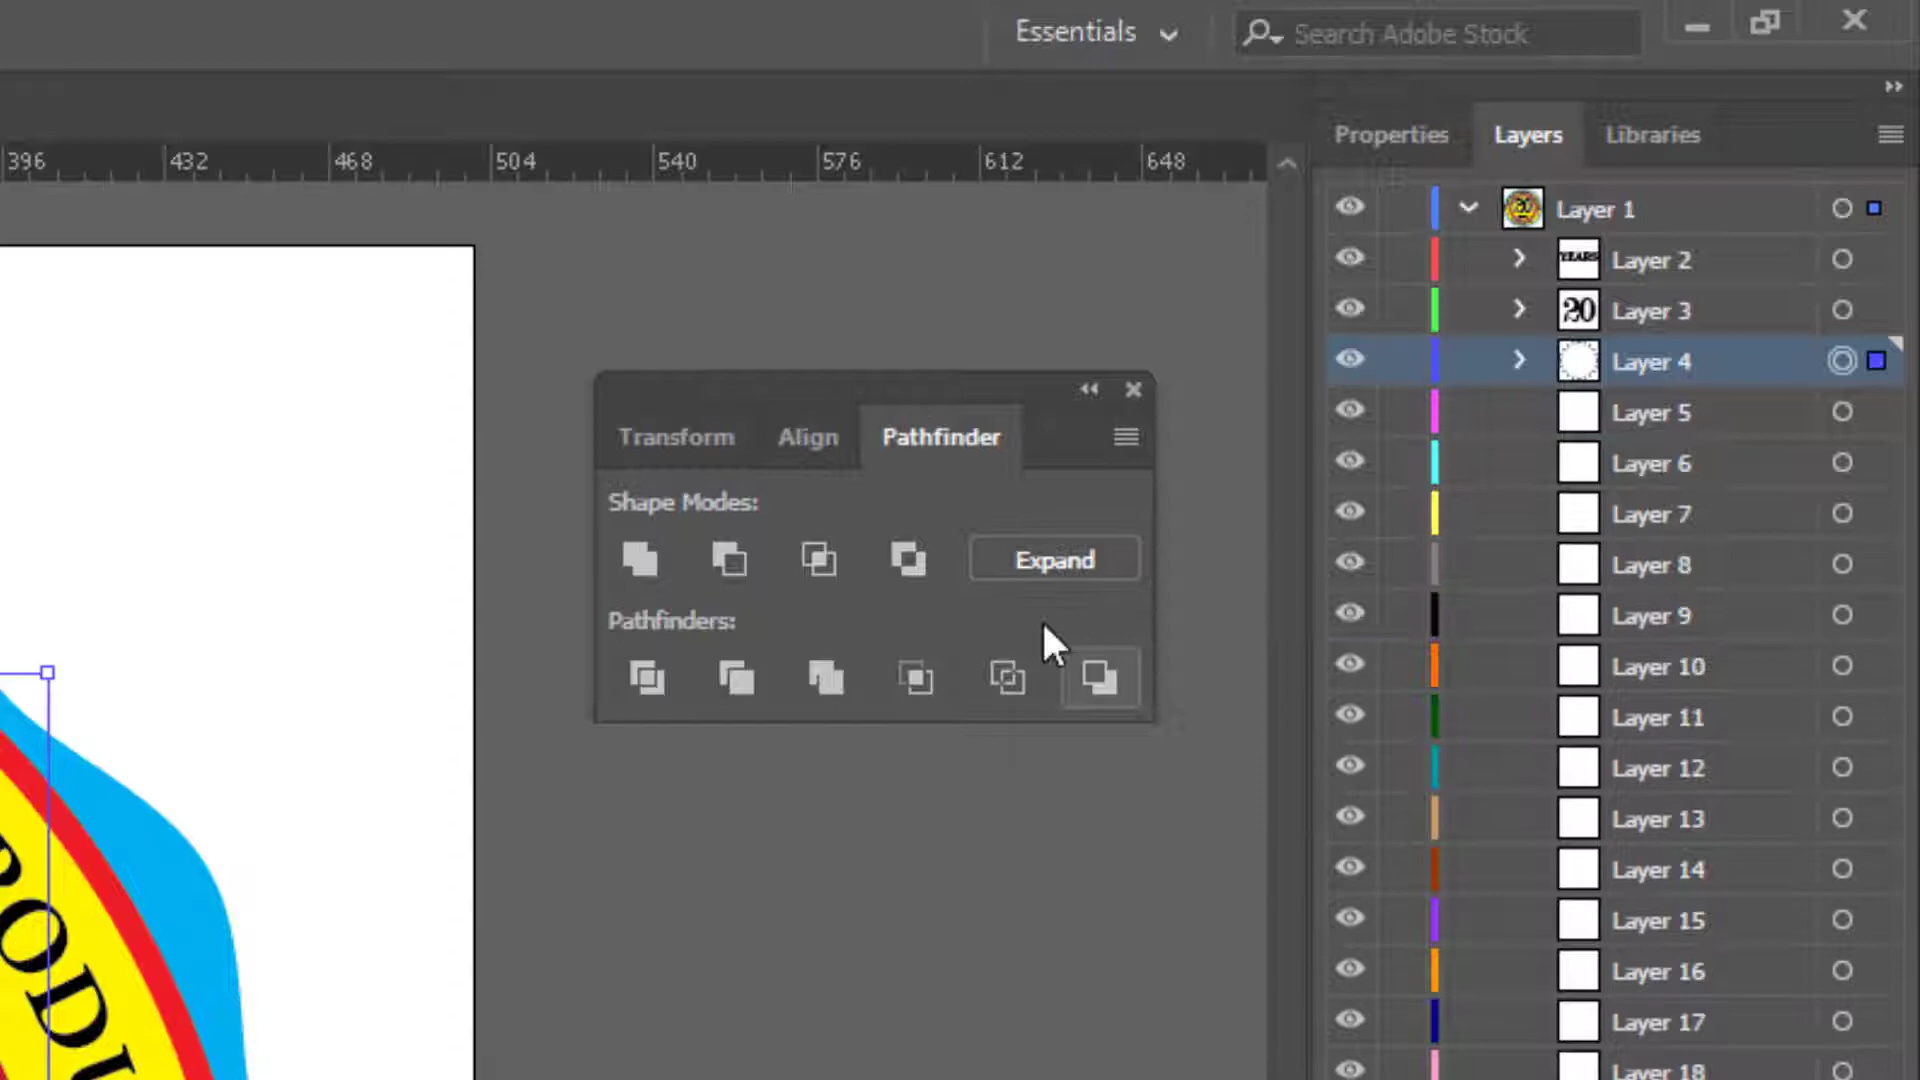 Essentials
Search Adobe Stock
Properties Layers Libraries
396 432 468 504 540 576 612 648
Layer 1
YEARS Layer 2
20 Layer 3
Layer 4
Layer 5
Layer 6
Layer 7
Layer 8
Layer 9
Layer 10
Layer 11
Layer 12
Layer 13
Layer 14
Layer 15
Layer 16
Layer 17
Layer 18
Transform Align Pathfinder
Shape Modes:
Expand
Pathfinders: